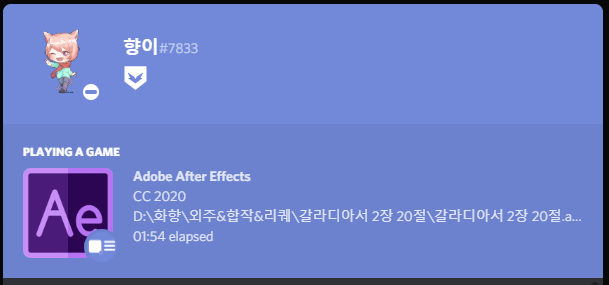 향이#7833
PLAYING A GAME
Ae
Adobe After Effects
CC 2020
D:\화향\외주&합작&리퀘\갈라디아서 2장 20절\갈라디아서 2장 20절.a...
01:54 elapsed